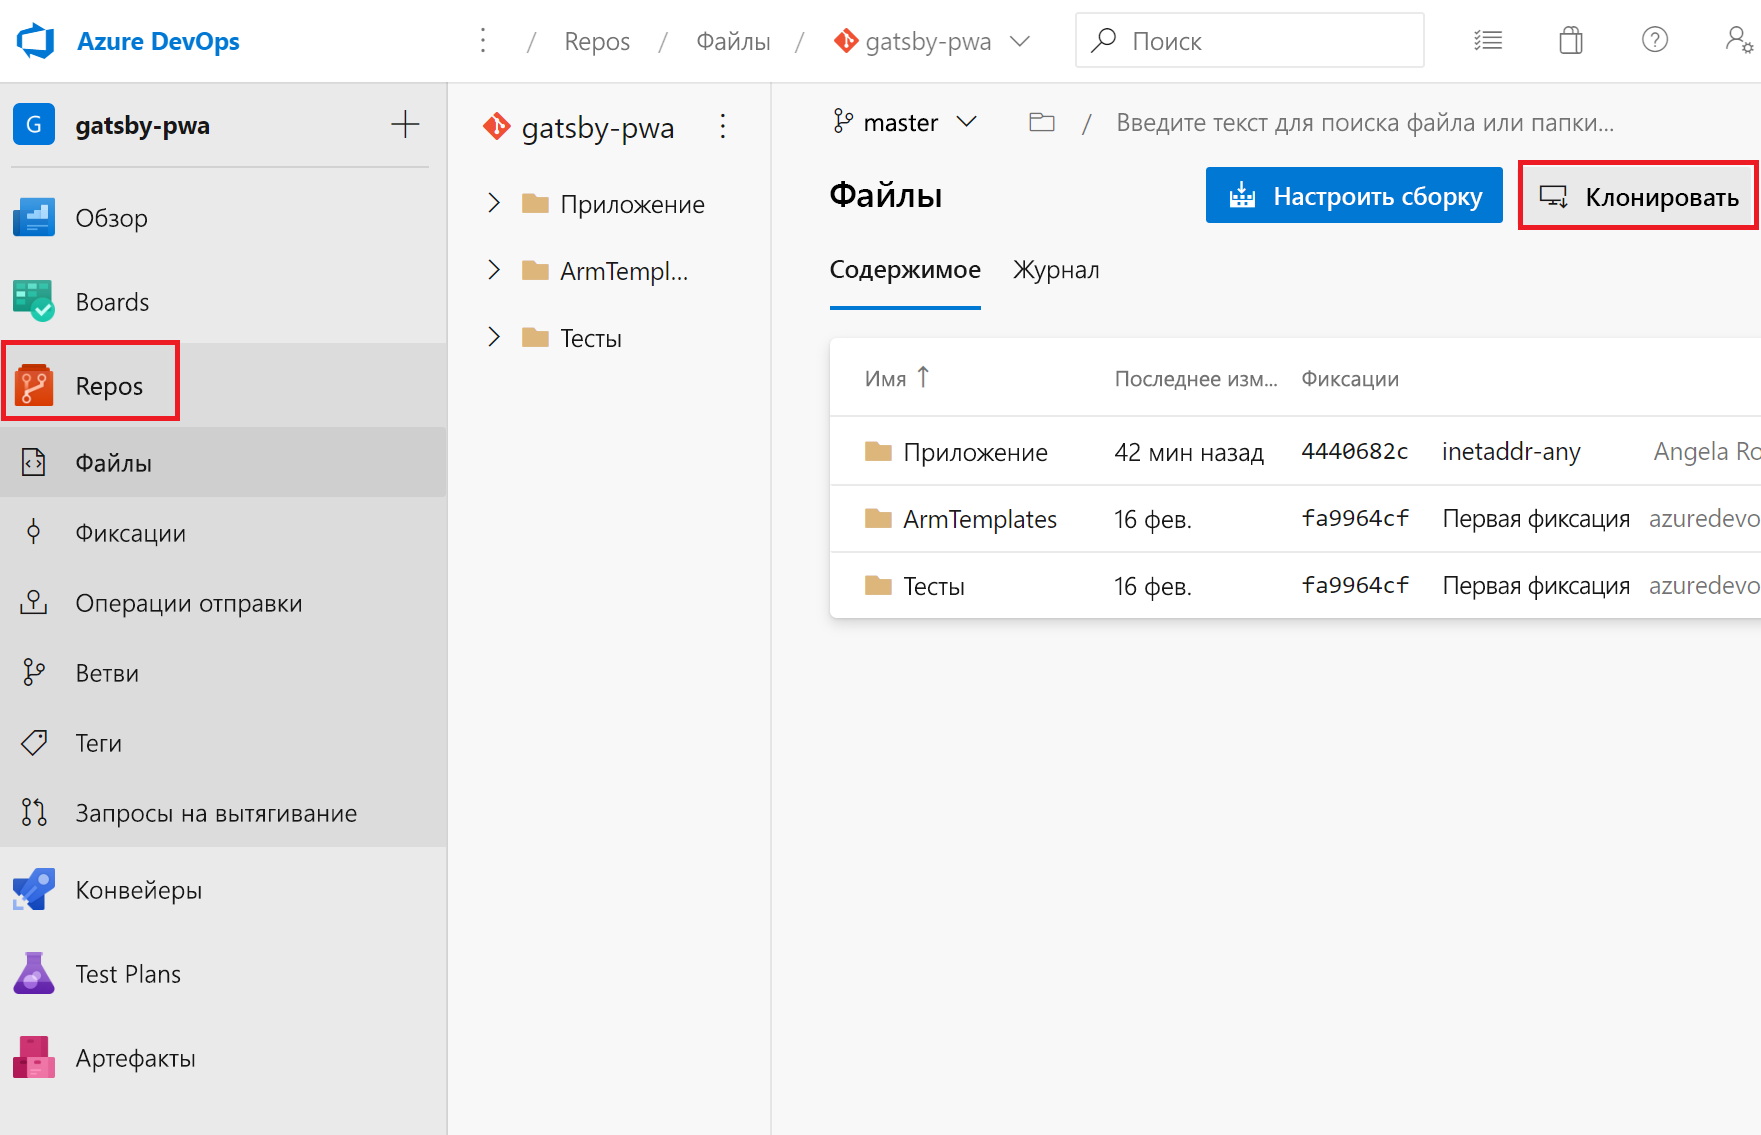 Azure DevOps
/ Repos / Файлы / gatsby-pwa
Поиск
G gatsby-pwa
Обзор
Boards
Repos
Файлы
Фиксации
Операции отправки
Ветви
Теги
Запросы на вытягивание
Конвейеры
Test Plans
Артефакты
gatsby-pwa
Приложение
ArmTempl...
Тесты
master
/ Введите текст для поиска файла или папки...
Файлы
Настроить сборку
Клонировать
Содержимое Журнал
Имя ↑ Последнее изм... Фиксации
Приложение 42 мин назад 4440682c inetaddr-any Angela Ro
ArmTemplates 16 фев. fa9964cf Первая фиксация azuredevo
Тесты 16 фев. fa9964cf Первая фиксация azuredevo